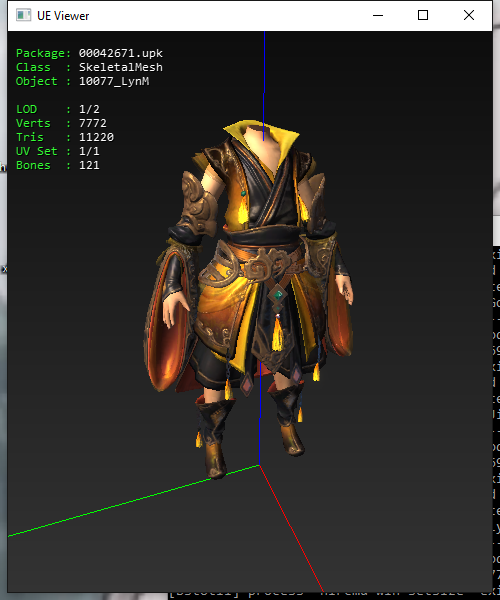 UE Viewer
Package: 00042671.upk
Class : SkeletalMesh
Object : 10077_LynM
LOD : 1/2
Verts : 7772
Tris : 11220
UV Set : 1/1
Bones : 121